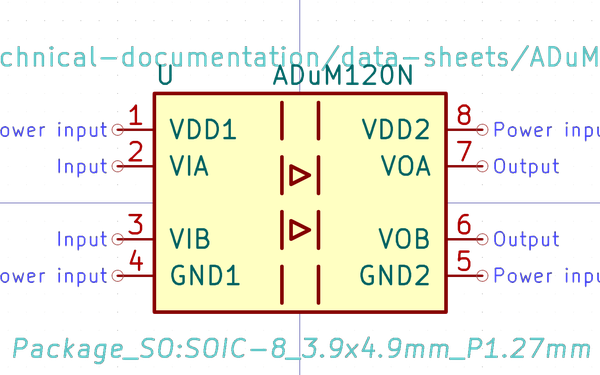 chnical-documentation/data-sheets/ADuM
U ADuM120N
ower input 1 VDD1 VDD2 8 Power inpu
Input 2 VIA VOA 7 Output
Input 3 VIB VOB 6 Output
ower input 4 GND1 GND2 5 Power inpu
Package_SO:SOIC-8_3.9x4.9mm_P1.27mm